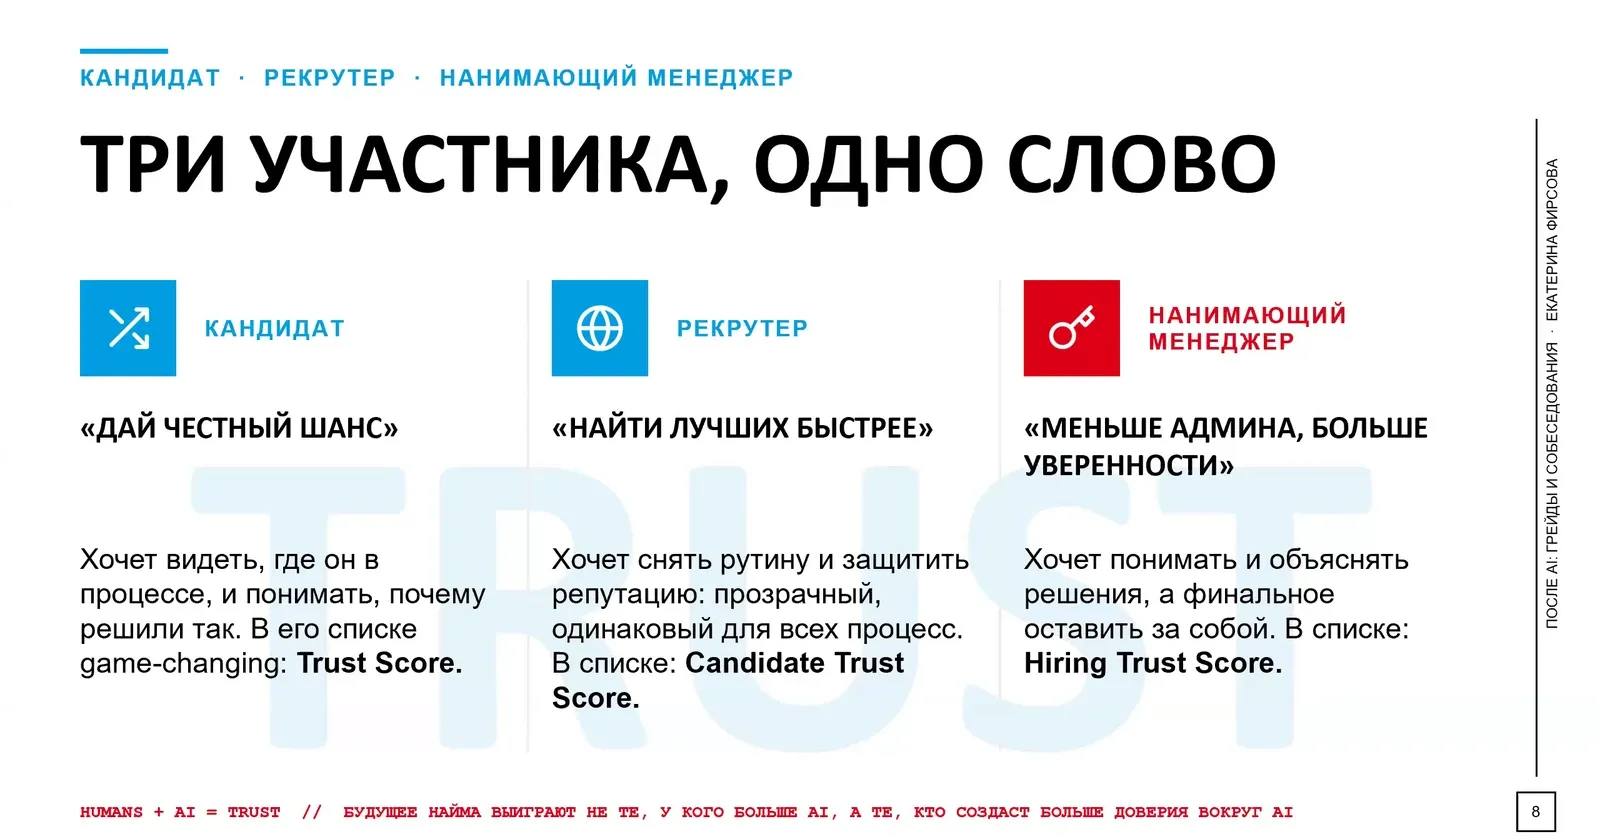 КАНДИДАТ · РЕКРУТЕР · НАНИМАЮЩИЙ МЕНЕДЖЕР
ТРИ УЧАСТНИКА, ОДНО СЛОВО
КАНДИДАТ
«ДАЙ ЧЕСТНЫЙ ШАНС»
Хочет видеть, где он в
процессе, и понимать, почему
решили так. В его списке
game-changing: Trust Score.
РЕКРУТЕР
«НАЙТИ ЛУЧШИХ БЫСТРЕЕ»
Хочет снять рутину и защитить
репутацию: прозрачный,
одинаковый для всех процесс.
В списке: Candidate Trust
Score.
НАНИМАЮЩИЙ
МЕНЕДЖЕР
«МЕНЬШЕ АДМИНА, БОЛЬШЕ
УВЕРЕННОСТИ»
Хочет понимать и объяснять
решения, а финальное
оставить за собой. В списке:
Hiring Trust Score.
TRUST
ПОСЛЕ AI: ГРЕЙДЫ И СОБЕСЕДОВАНИЯ · ЕКАТЕРИНА ФИРСОВА
HUMANS + AI = TRUST // БУДУЩЕЕ НАЙМА ВЫИГРАЮТ НЕ ТЕ, У КОГО БОЛЬШЕ AI, А ТЕ, КТО СОЗДАСТ БОЛЬШЕ ДОВЕРИЯ ВОКРУГ AI
8